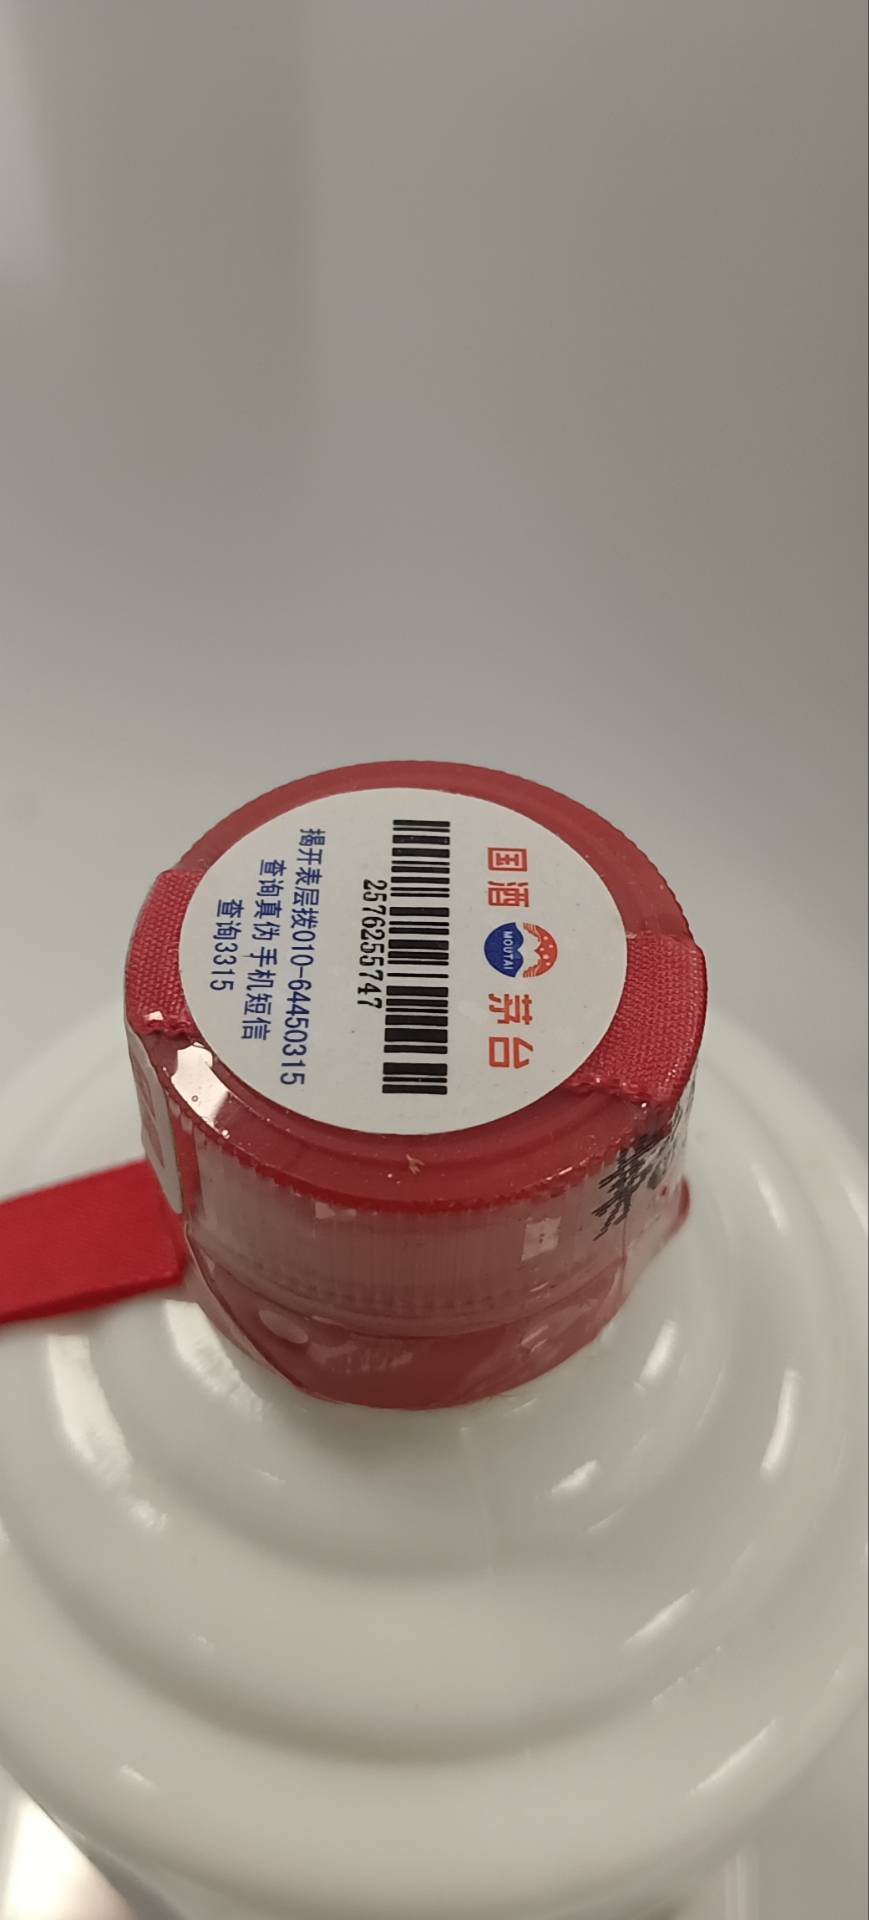 国酒 MOUTAI 茅台
2576255747
揭开表层拨010-64450315
查询真伪 手机短信
查询3315